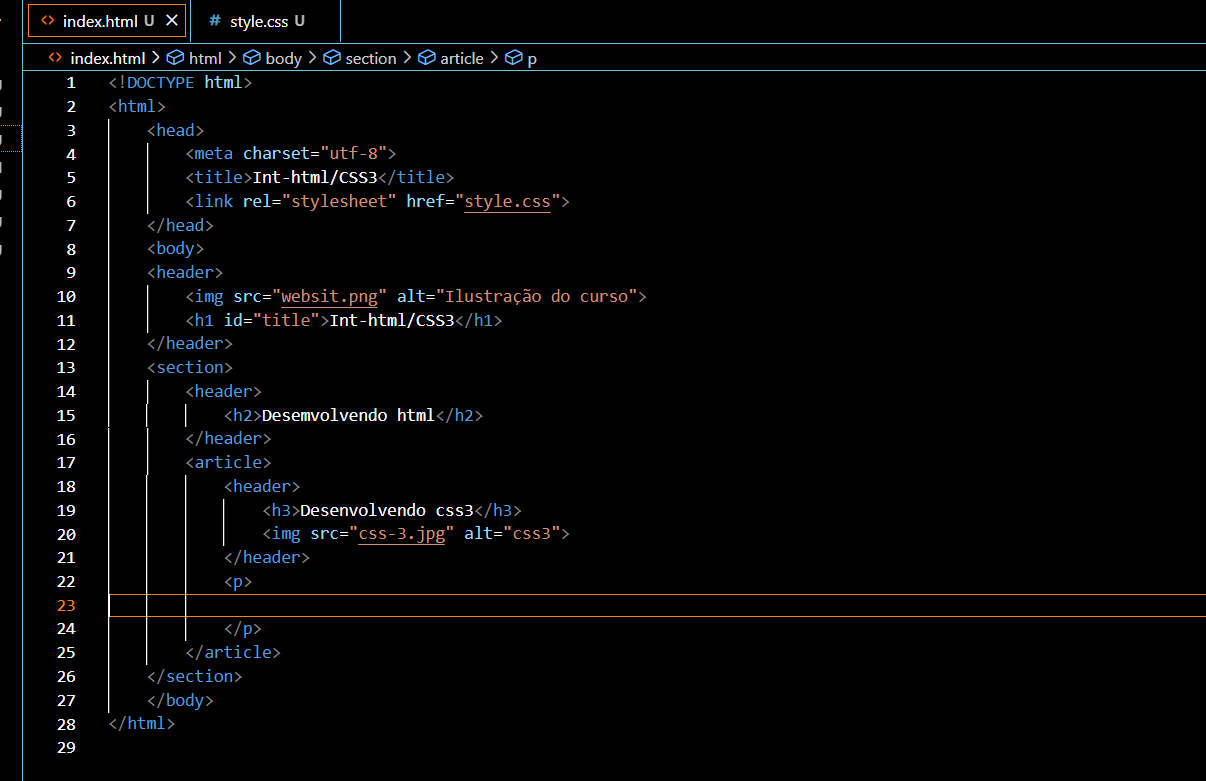 index.html U
style.css U
index.html > html > body > section > article > p
1 <!DOCTYPE html>
2 <html>
3 <head>
4 <meta charset="utf-8">
5 <title>Int-html/CSS3</title>
6 <link rel="stylesheet" href="style.css">
7 </head>
8 <body>
9 <header>
10 <img src="websit.png" alt="Ilustração do curso">
11 <h1 id="title">Int-html/CSS3</h1>
12 </header>
13 <section>
14 <header>
15 <h2>Desemvolvendo html</h2>
16 </header>
17 <article>
18 <header>
19 <h3>Desenvolvendo css3</h3>
20 <img src="css-3.jpg" alt="css3">
21 </header>
22 <p>
23
24 </p>
25 </article>
26 </section>
27 </body>
28 </html>
29